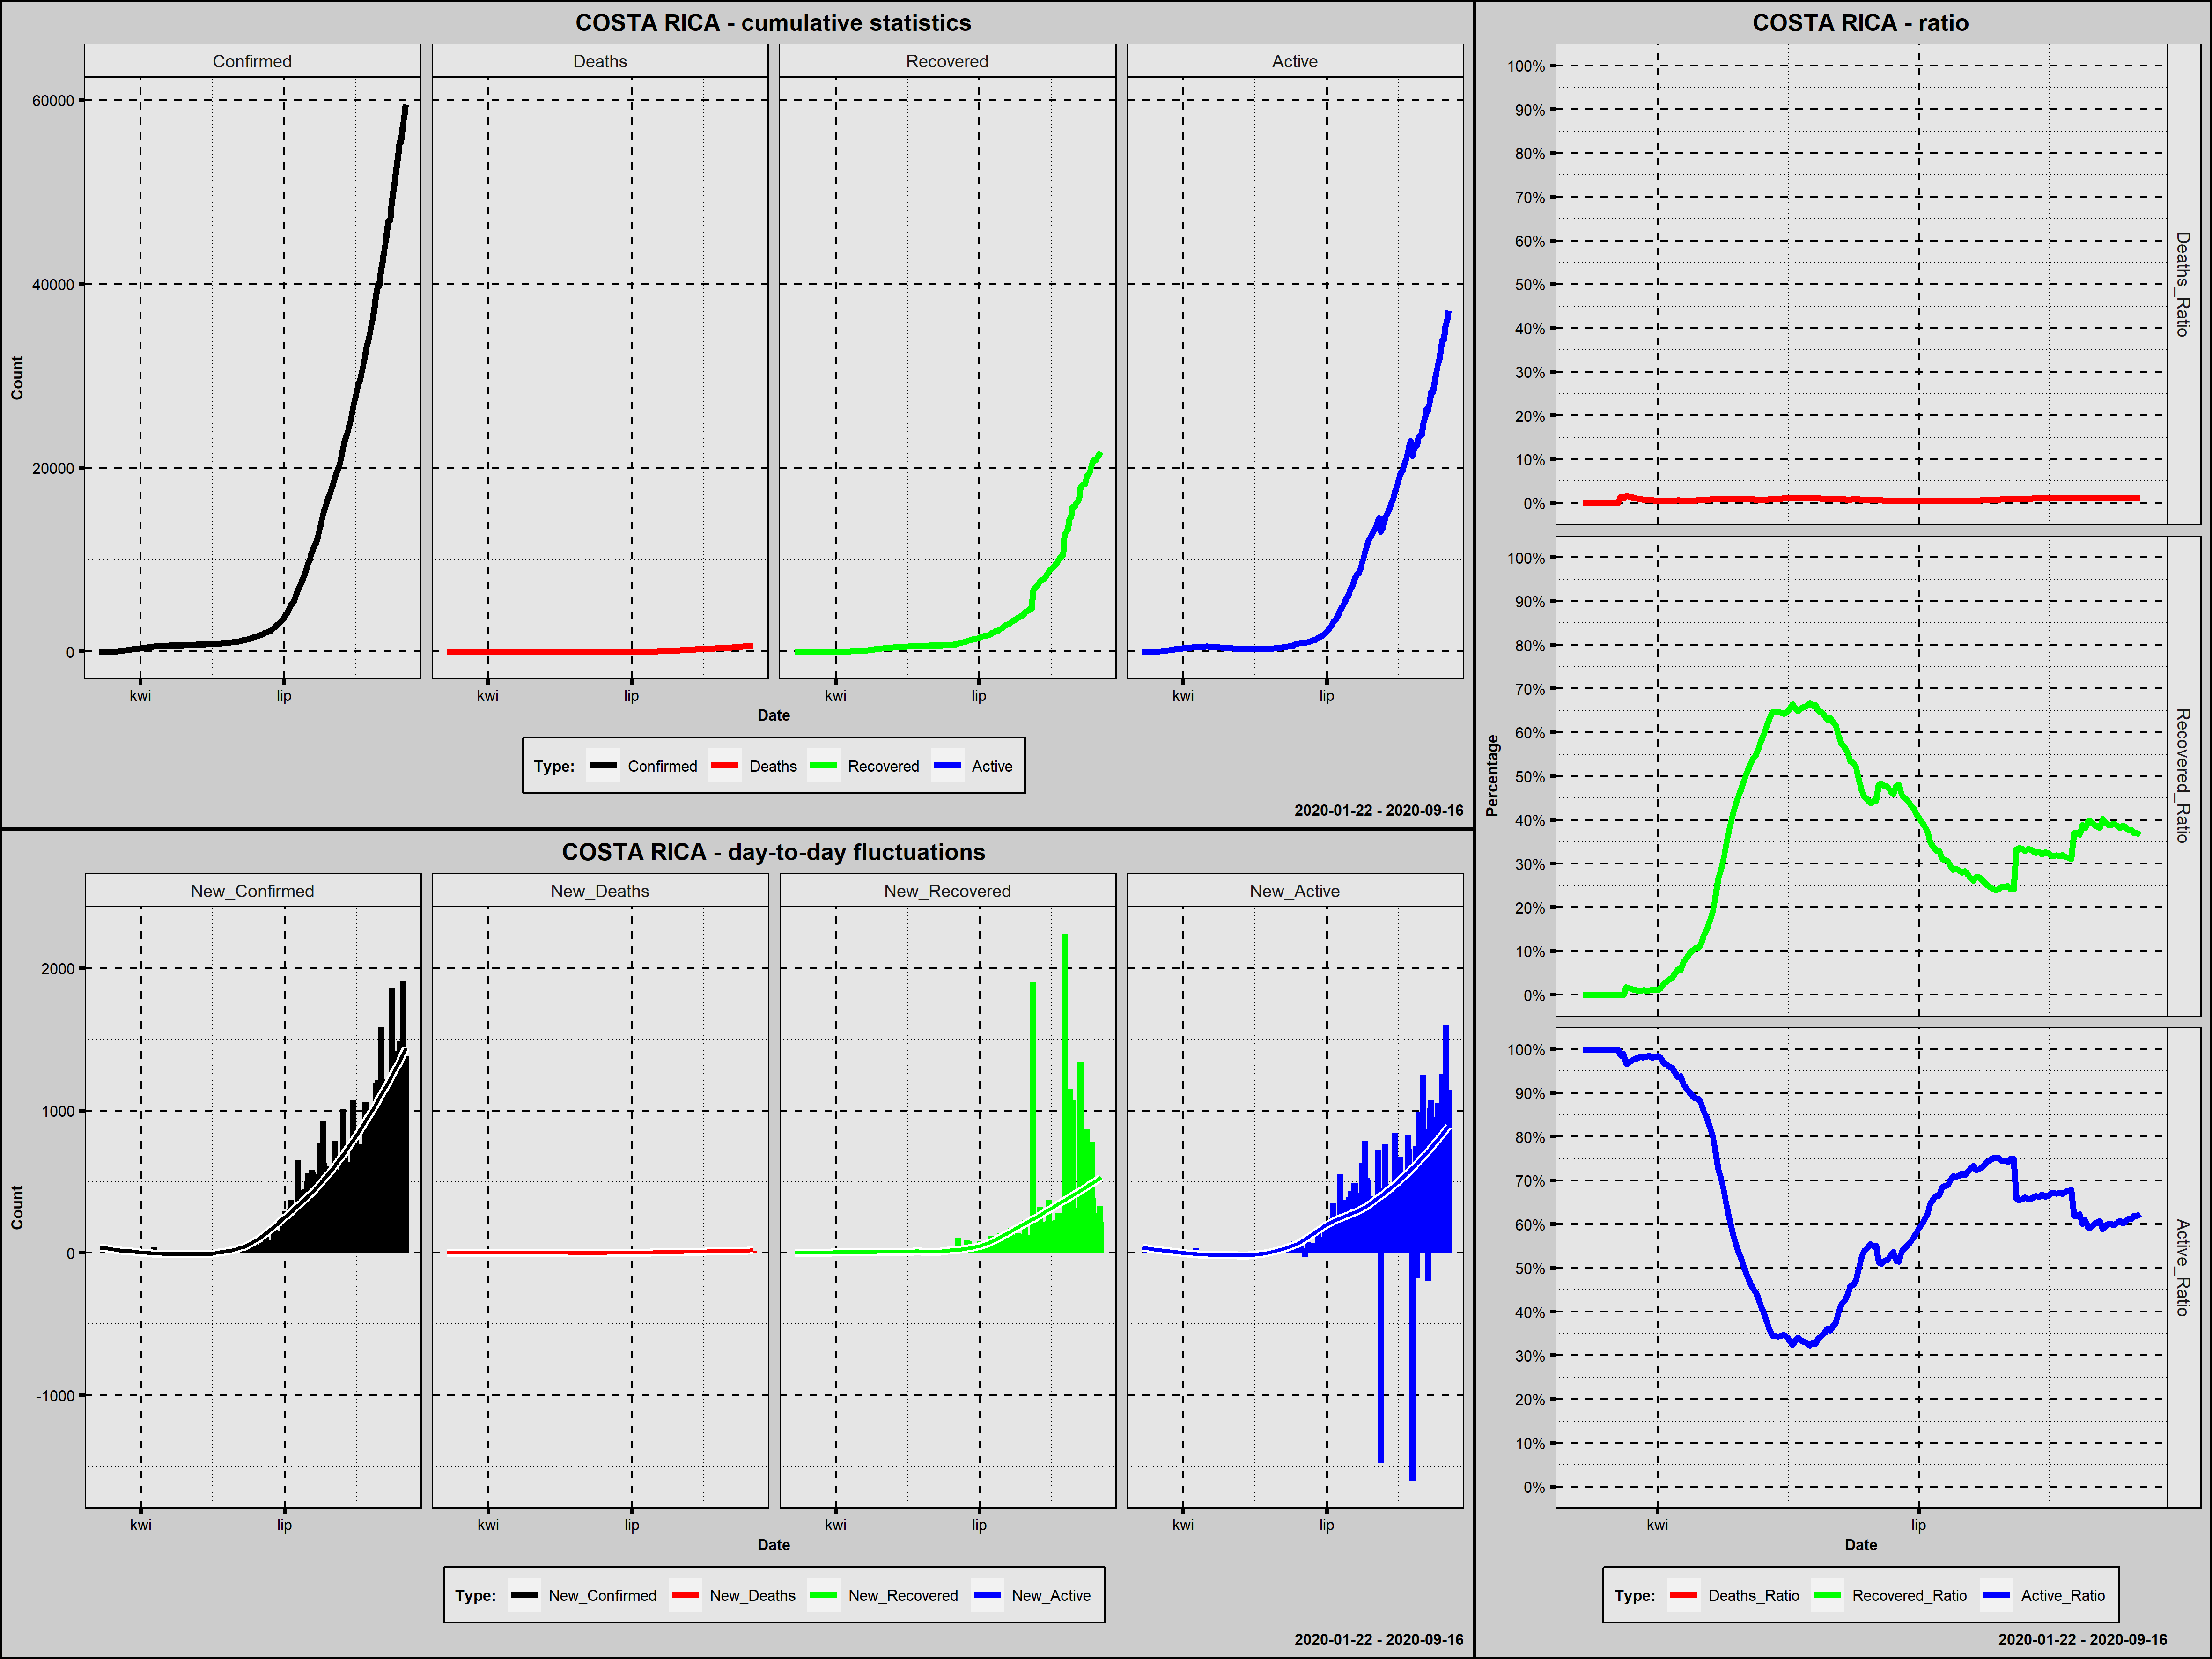 COSTA RICA - cumulative statistics
Confirmed Deaths Recovered Active
60000
40000
20000
0
Count
kwi lip kwi lip kwi lip kwi lip
Date
Type: Confirmed Deaths Recovered Active
2020-01-22 - 2020-09-16
COSTA RICA - day-to-day fluctuations
New_Confirmed New_Deaths New_Recovered New_Active
2000
1000
0
-1000
Count
kwi lip kwi lip kwi lip kwi lip
Date
Type: New_Confirmed New_Deaths New_Recovered New_Active
2020-01-22 - 2020-09-16
COSTA RICA - ratio
100%
90%
80%
70%
60%
50%
40%
30%
20%
10%
0%
Deaths_Ratio
100%
90%
80%
70%
60%
50%
40%
30%
20%
10%
0%
Recovered_Ratio
Percentage
100%
90%
80%
70%
60%
50%
40%
30%
20%
10%
0%
Active_Ratio
kwi lip
Date
Type: Deaths_Ratio Recovered_Ratio Active_Ratio
2020-01-22 - 2020-09-16